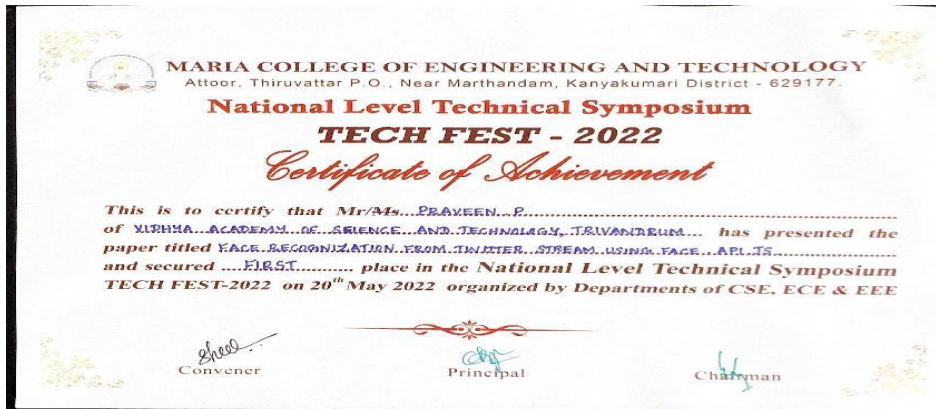 MARIA COLLEGE OF ENGINEERING AND TECHNOLOGY
Attoor, Thiruvattar P.O., Near Marthandam, Kanyakumari District - 629177.
National Level Technical Symposium
TECH FEST - 2022
Certificate of Achievement
This is to certify that Mr/Ms...PRAVEEN P...
of VIDHYA ACADEMY OF SEIENCE AND TECHNOLOGY, TRIVANDRUM... has presented the
paper titled FACE RECOGNIZATION FROM TWITTER STREAM USING FACE-API.JS...
and secured ....FIRST.......... place in the National Level Technical Symposium
TECH FEST-2022 on 20th May 2022 organized by Departments of CSE, ECE & EEE
Convener
Principal
Chairman